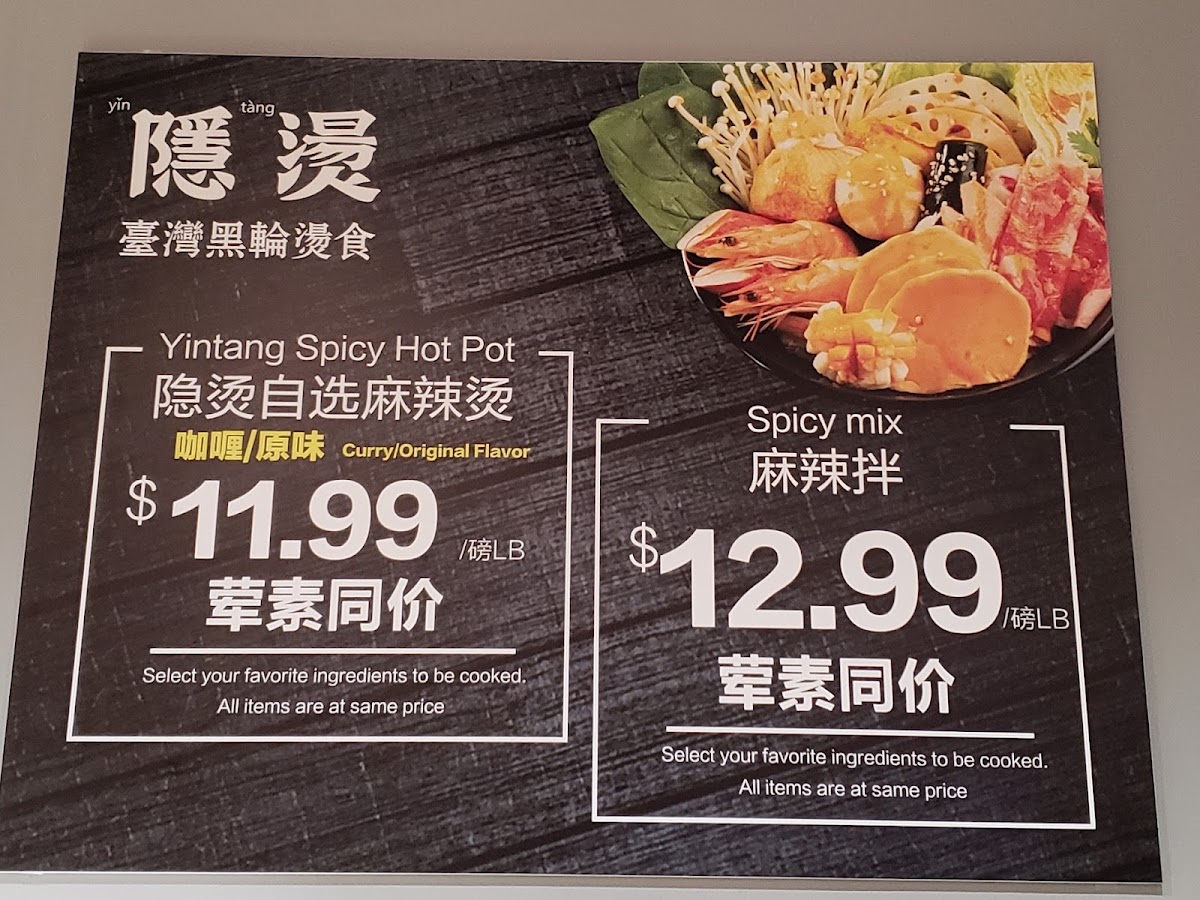 yǐn tàng
隱 燙
臺灣黑輪燙食
Yintang Spicy Hot Pot
隐烫自选麻辣烫
咖喱/原味 Curry/Original Flavor
$11.99/磅LB
荤素同价
Select your favorite ingredients to be cooked.
All items are at same price
Spicy mix
麻辣拌
$12.99/磅LB
荤素同价
Select your favorite ingredients to be cooked.
All items are at same price